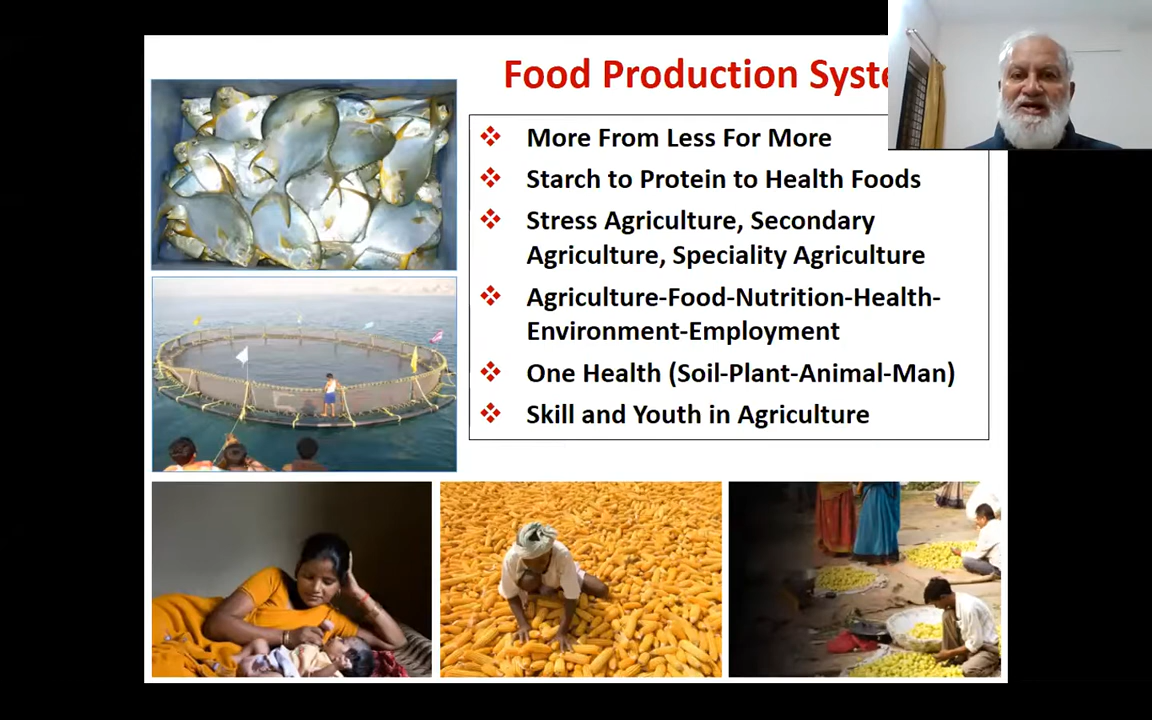 Food Production Syste
More From Less For More
Starch to Protein to Health Foods
Stress Agriculture, Secondary
Agriculture, Speciality Agriculture
Agriculture-Food-Nutrition-Health-
Environment-Employment
One Health (Soil-Plant-Animal-Man)
Skill and Youth in Agriculture